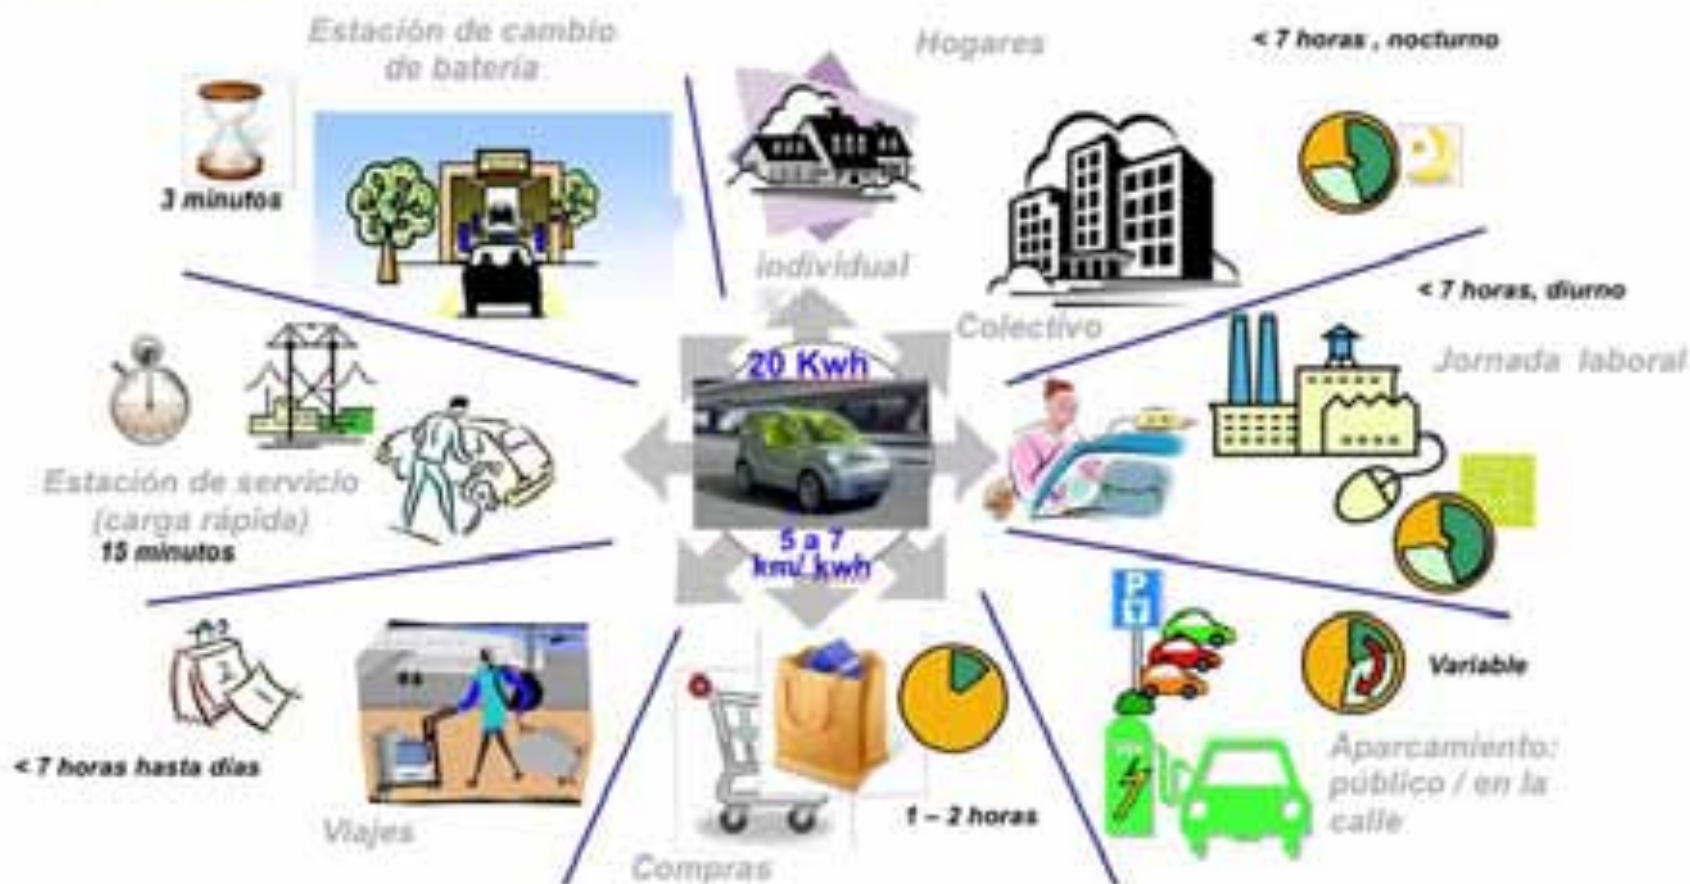 Estación de cambio
de batería
3 minutos
Hogares
< 7 horas , nocturno
individual
Colectivo
< 7 horas, diurno
Jornada laboral
20 Kwh
5 a 7
km/ kwh
Estación de servicio
(carga rápida)
15 minutos
< 7 horas hasta días
Viajes
Compras
1 – 2 horas
P
Variable
Aparcamiento:
público / en la
calle